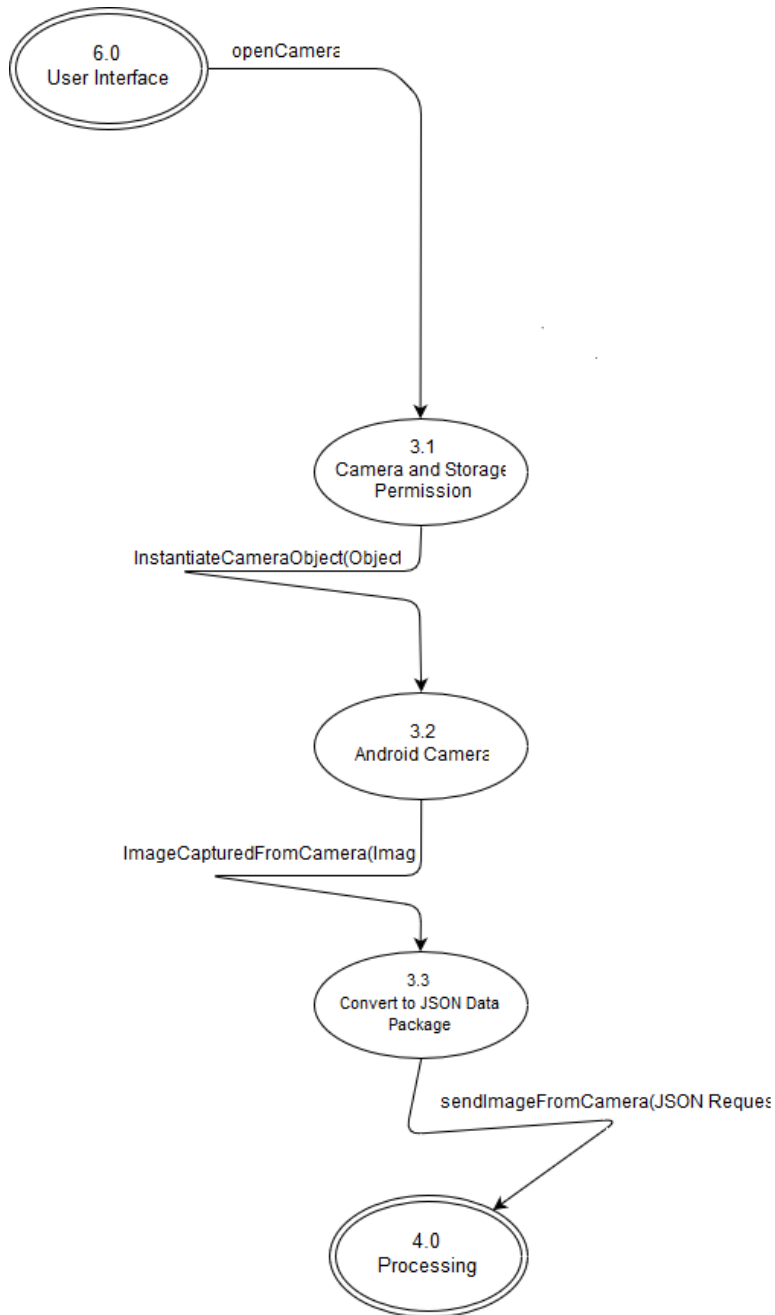 6.0
User Interface
openCamera
3.1
Camera and Storage
Permission
InstantiateCameraObject(Object
3.2
Android Camera
ImageCapturedFromCamera(Imag
3.3
Convert to JSON Data
Package
sendImageFromCamera(JSON Reques
4.0
Processing